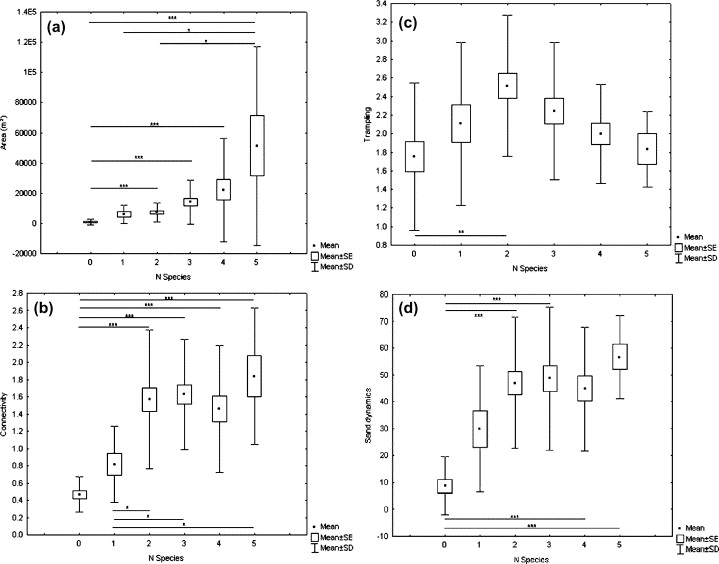 (a)
***
*
*
***
***
***
1.4E5
1.2E5
1E5
80000
60000
40000
20000
0
-20000
Area (m²)
0 1 2 3 4 5
N Species
Mean
Mean±SE
Mean±SD
(c)
3.4
3.2
3.0
2.8
2.6
2.4
2.2
2.0
1.8
1.6
1.4
1.2
1.0
0.8
Trampling
**
0 1 2 3 4 5
N Species
Mean
Mean±SE
Mean±SD
(b)
***
***
***
***
2.8
2.6
2.4
2.2
2.0
1.8
1.6
1.4
1.2
1.0
0.8
0.6
0.4
0.2
0.0
Connectivity
*
*
*
0 1 2 3 4 5
N Species
Mean
Mean±SE
Mean±SD
(d)
***
***
80
70
60
50
40
30
20
10
0
-10
Sand dynamics
***
***
0 1 2 3 4 5
N Species
Mean
Mean±SE
Mean±SD